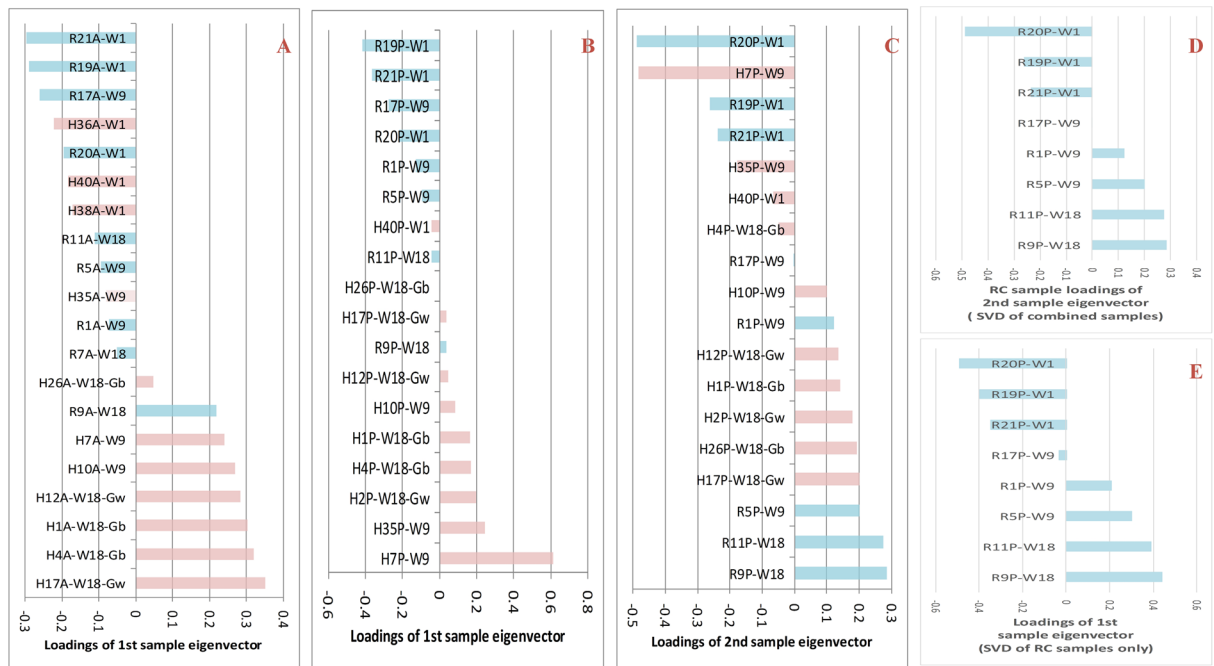 A
R21A-W1
R19A-W1
R17A-W9
H36A-W1
R20A-W1
H40A-W1
H38A-W1
R11A-W18
R5A-W9
H35A-W9
R1A-W9
R7A-W18
H26A-W18-Gb
R9A-W18
H7A-W9
H10A-W9
H12A-W18-Gw
H1A-W18-Gb
H4A-W18-Gb
H17A-W18-Gw
-0.3 -0.2 -0.1 0 0.1 0.2 0.3 0.4
Loadings of 1st sample eigenvector
B
R19P-W1
R21P-W1
R17P-W9
R20P-W1
R1P-W9
R5P-W9
H40P-W1
R11P-W18
H26P-W18-Gb
H17P-W18-Gw
R9P-W18
H12P-W18-Gw
H10P-W9
H1P-W18-Gb
H4P-W18-Gb
H2P-W18-Gw
H35P-W9
H7P-W9
-0.6 -0.4 -0.2 0 0.2 0.4 0.6 0.8
Loadings of 1st sample eigenvector
C
R20P-W1
H7P-W9
R19P-W1
R21P-W1
H35P-W9
H40P-W1
H4P-W18-Gb
R17P-W9
H10P-W9
R1P-W9
H12P-W18-Gw
H1P-W18-Gb
H2P-W18-Gw
H26P-W18-Gb
H17P-W18-Gw
R5P-W9
R11P-W18
R9P-W18
-0.6 -0.5 -0.4 -0.3 -0.2 -0.1 0 0.1 0.2 0.3 0.4
Loadings of 2nd sample eigenvector
D
R20P-W1
R19P-W1
R21P-W1
R17P-W9
R1P-W9
R5P-W9
R11P-W18
R9P-W18
-0.6 -0.5 -0.4 -0.3 -0.2 -0.1 0 0.1 0.2 0.3 0.4
RC sample loadings of
2nd sample eigenvector
( SVD of combined samples)
E
R20P-W1
R19P-W1
R21P-W1
R17P-W9
R1P-W9
R5P-W9
R11P-W18
R9P-W18
-0.6 -0.4 -0.2 0 0.2 0.4 0.6
Loadings of 1st
sample eigenvector
(SVD of RC samples only)